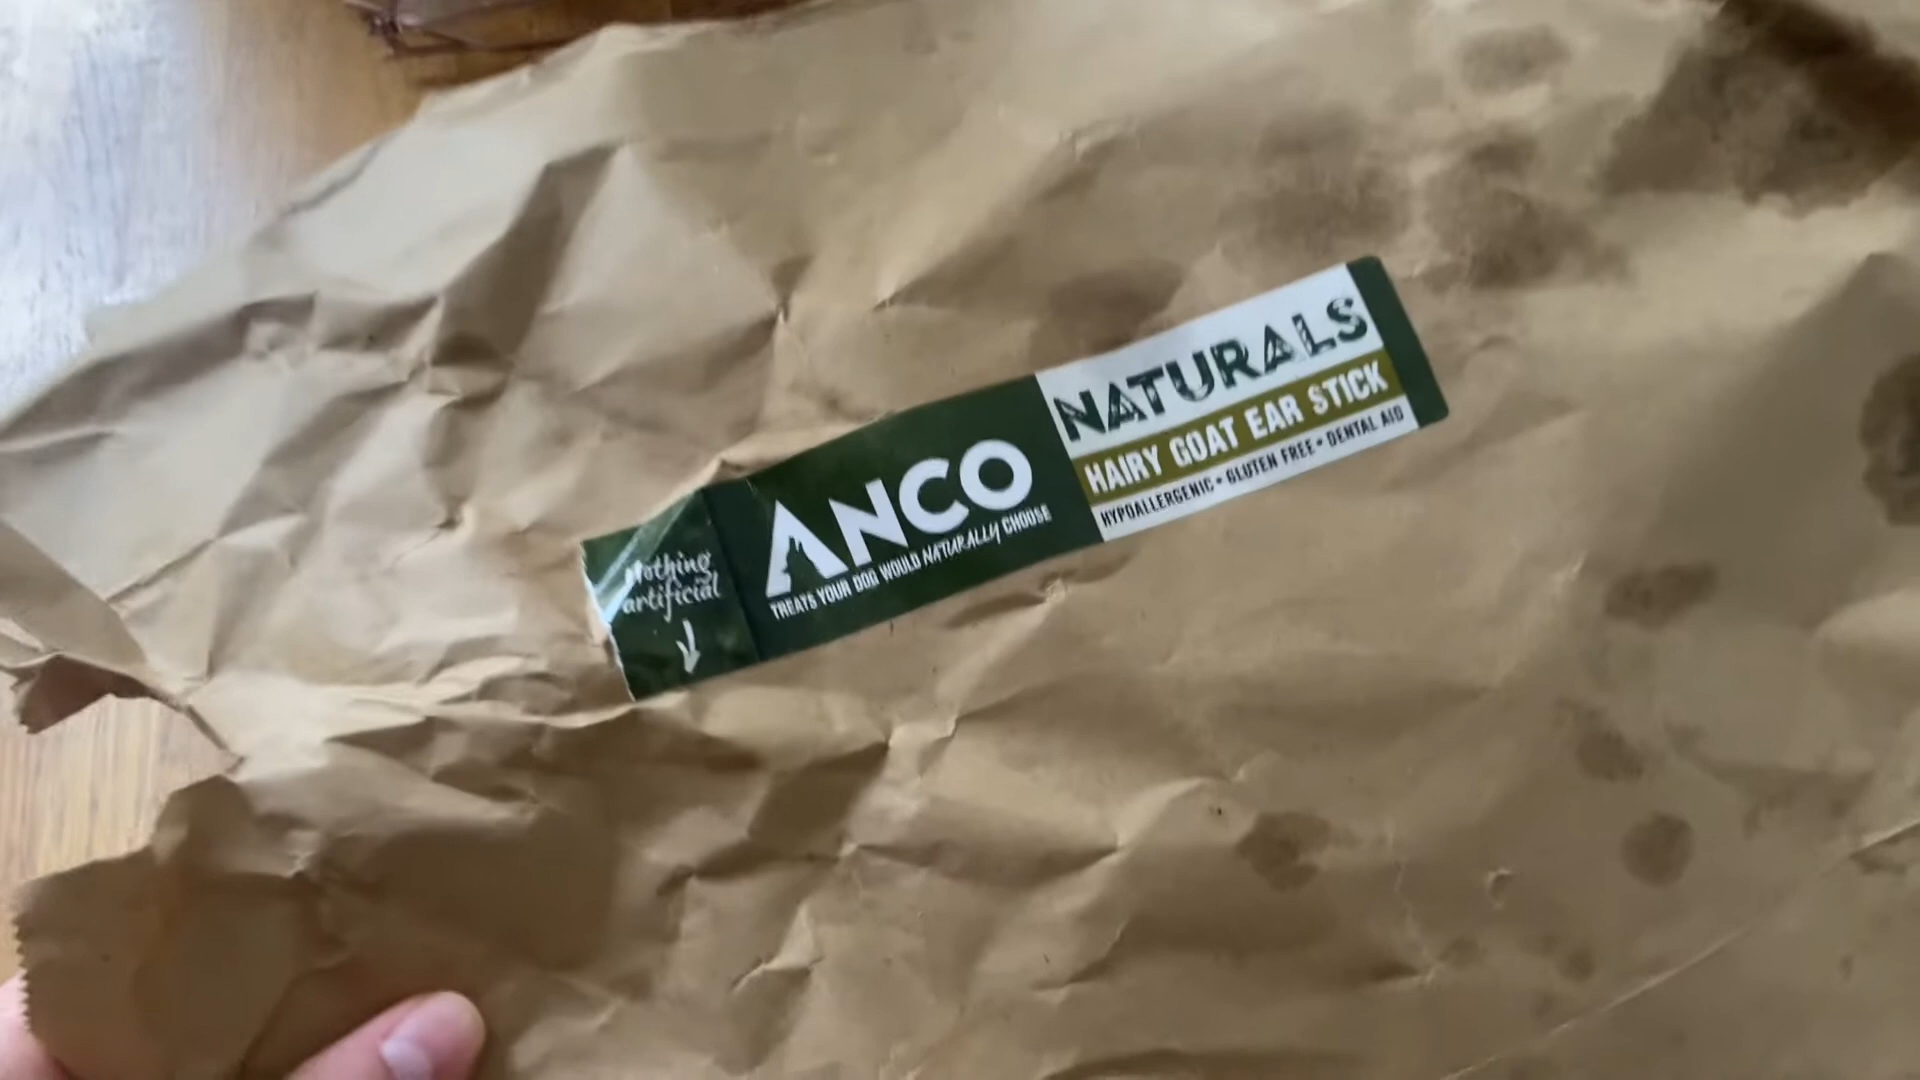 Nothing
artificial
ANCO
TREATS YOUR DOG WOULD NATURALLY CHOOSE
NATURALS
HAIRY GOAT EAR STICK
HYPOALLERGENIC • GLUTEN FREE • DENTAL AID